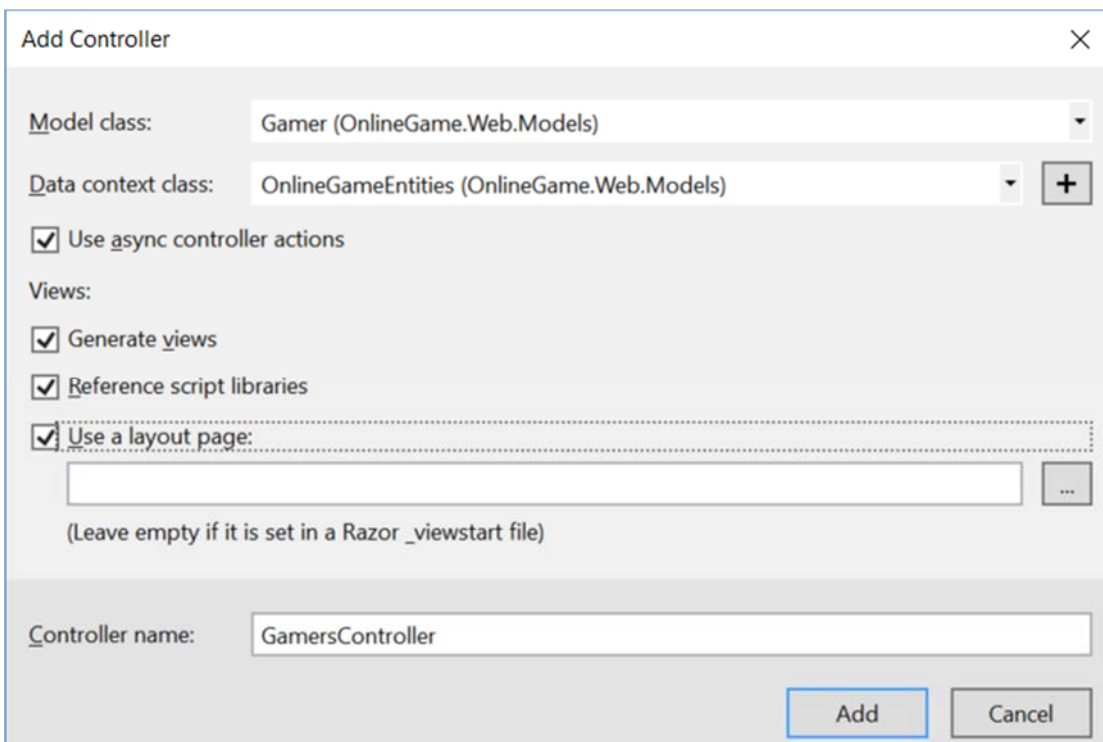 Add Controller
Model class: Gamer (OnlineGame.Web.Models)
Data context class: OnlineGameEntities (OnlineGame.Web.Models) +
Use async controller actions
Views:
Generate views
Reference script libraries
Use a layout page:
...
(Leave empty if it is set in a Razor _viewstart file)
Controller name: GamersController
Add Cancel